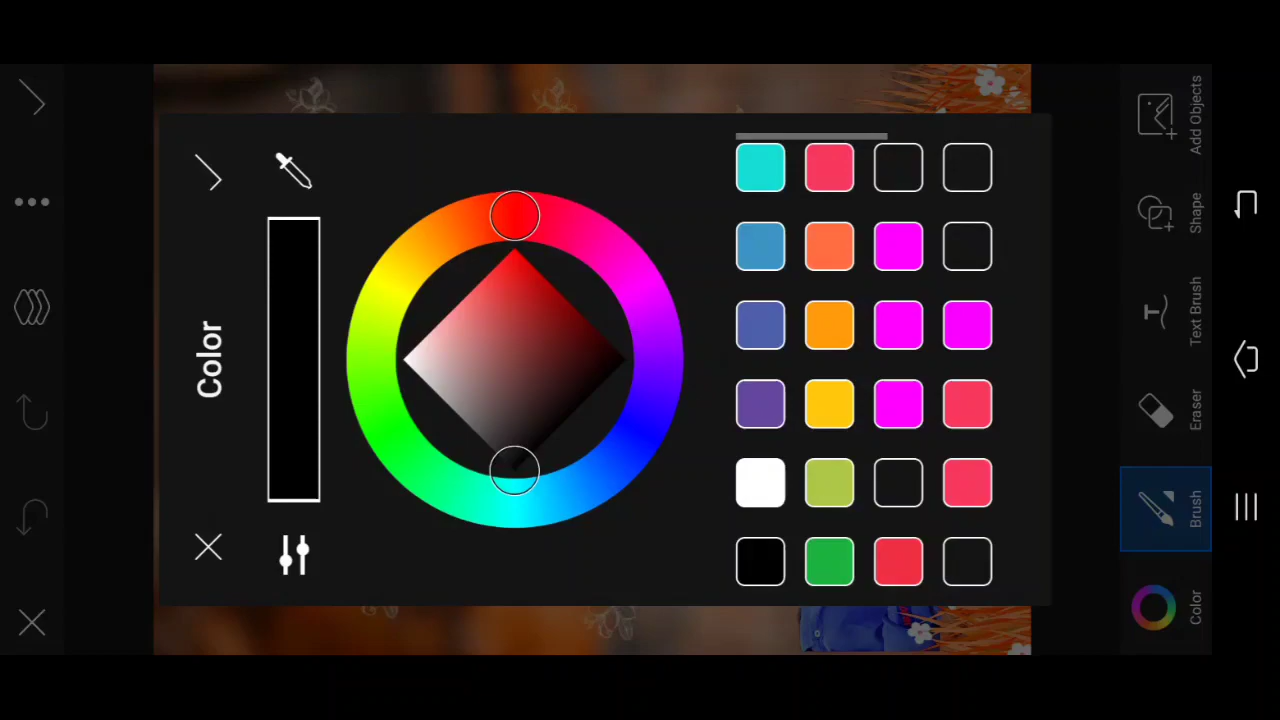 Color
Add Objects
Shape
Text Brush
Eraser
Brush
Color